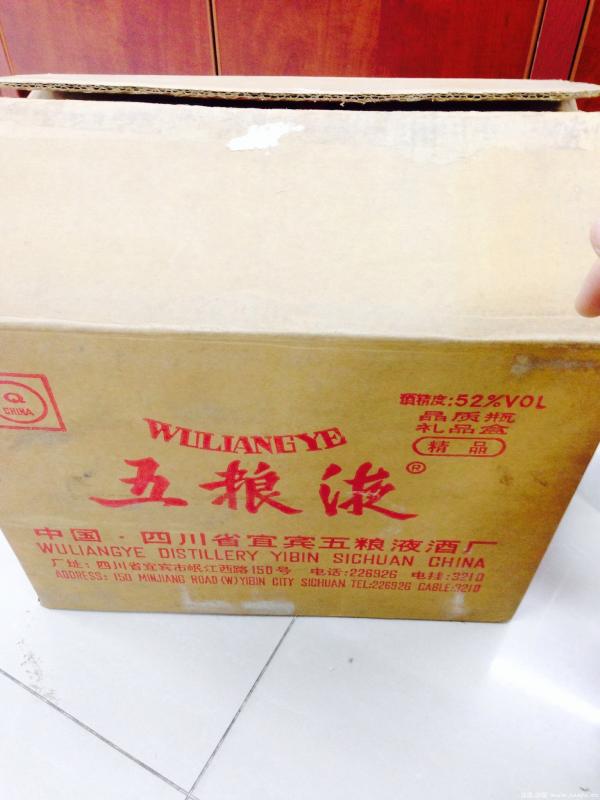 Q
CHINA
酒精度:52%VOL
品质瓶
礼品盒
精 品
WULIANGYE
五粮液®
中国·四川省宜宾五粮液酒厂
WULIANGYE DISTILLERY YIBIN SICHUAN CHINA
厂址:四川省宜宾市岷江西路150号 电话:226926 电挂:3210
ADDRESS: 150 MINJIANG ROAD (W) YIBIN CITY SICHUAN TEL:226926 CABLE:3210